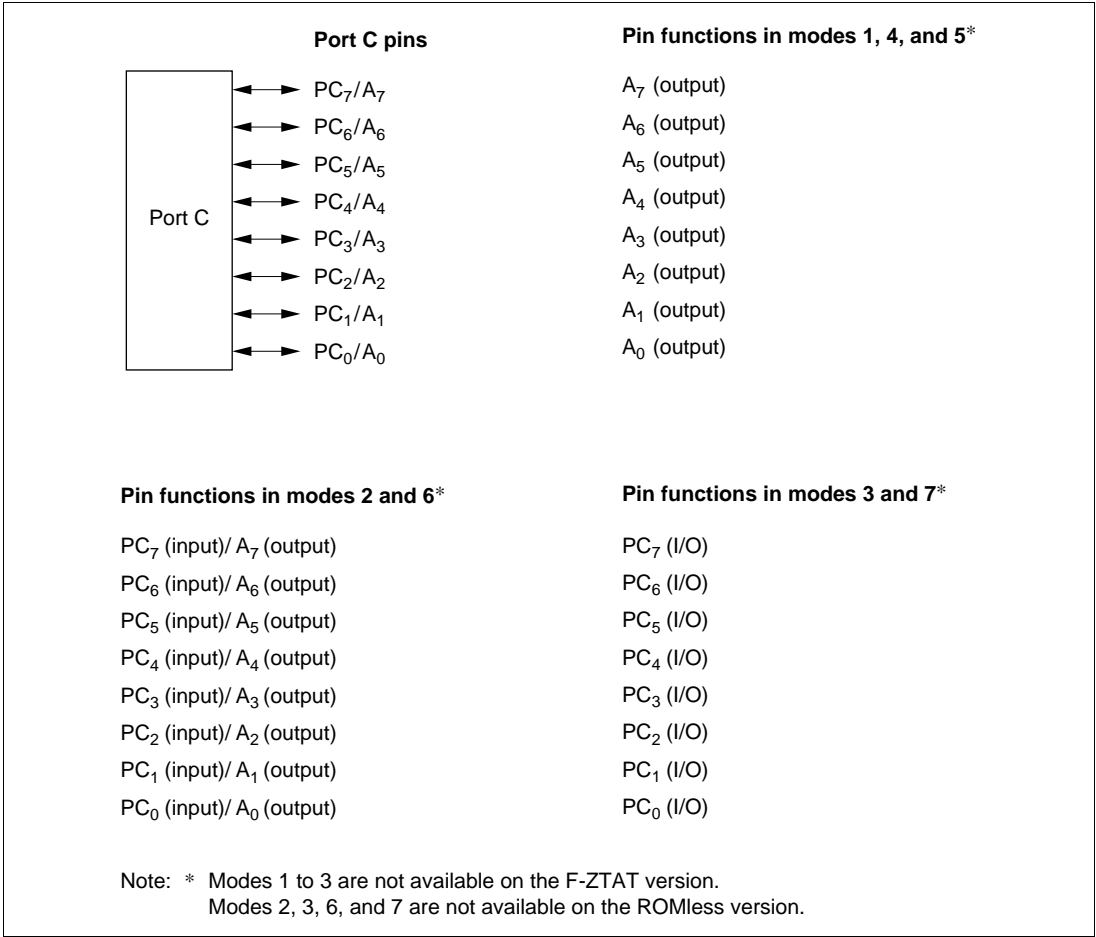 Port C pins
Pin functions in modes 1, 4, and 5*
Port C
PC₇/A₇
A₇ (output)
PC₆/A₆
A₆ (output)
PC₅/A₅
A₅ (output)
PC₄/A₄
A₄ (output)
PC₃/A₃
A₃ (output)
PC₂/A₂
A₂ (output)
PC₁/A₁
A₁ (output)
PC₀/A₀
A₀ (output)
Pin functions in modes 2 and 6*
PC₇ (input)/ A₇ (output)
PC₆ (input)/ A₆ (output)
PC₅ (input)/ A₅ (output)
PC₄ (input)/ A₄ (output)
PC₃ (input)/ A₃ (output)
PC₂ (input)/ A₂ (output)
PC₁ (input)/ A₁ (output)
PC₀ (input)/ A₀ (output)
Pin functions in modes 3 and 7*
PC₇ (I/O)
PC₆ (I/O)
PC₅ (I/O)
PC₄ (I/O)
PC₃ (I/O)
PC₂ (I/O)
PC₁ (I/O)
PC₀ (I/O)
Note: * Modes 1 to 3 are not available on the F-ZTAT version.
Modes 2, 3, 6, and 7 are not available on the ROMless version.